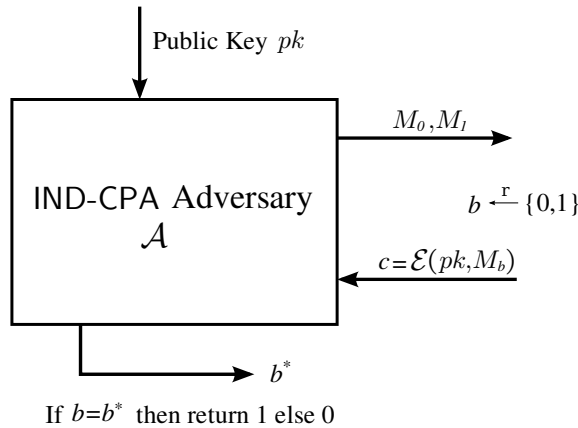 Public Key pk
M₀,M₁
IND-CPA Adversary
𝒜
b ←r {0,1}
c=ℰ(pk,M_b)
b*
If b=b* then return 1 else 0